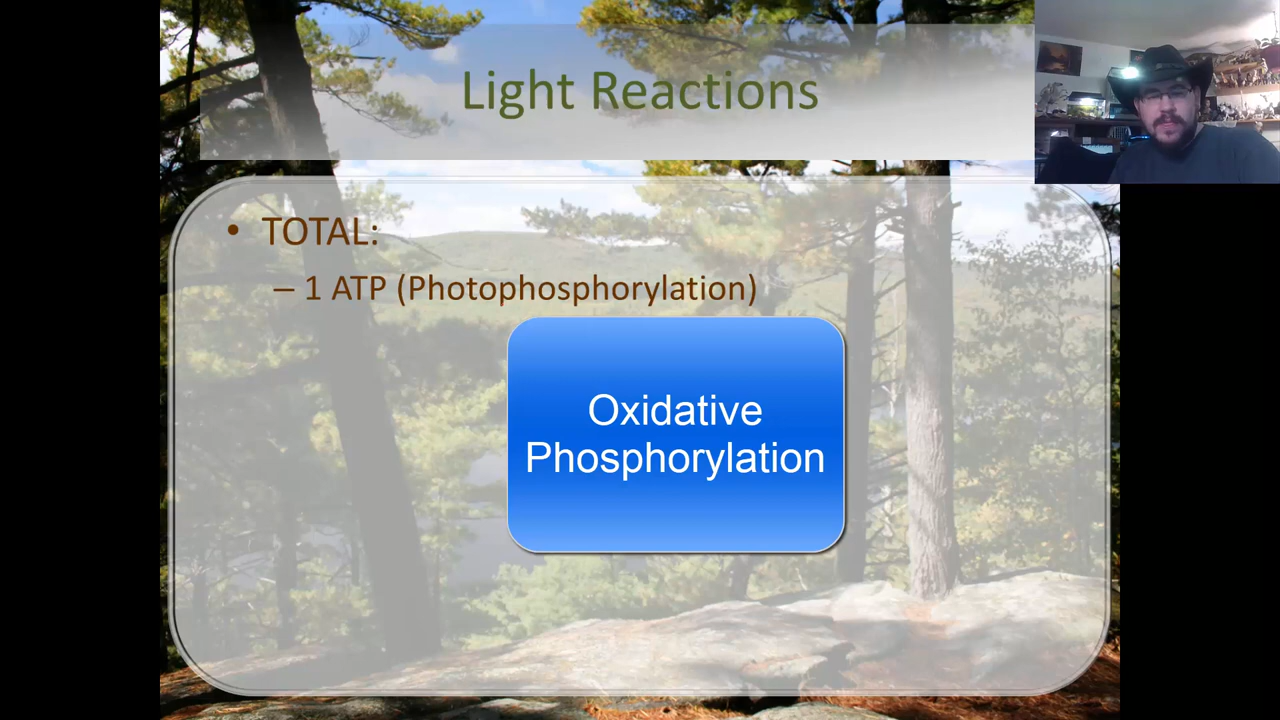 Light Reactions
• TOTAL:
– 1 ATP (Photophosphorylation)
Oxidative
Phosphorylation